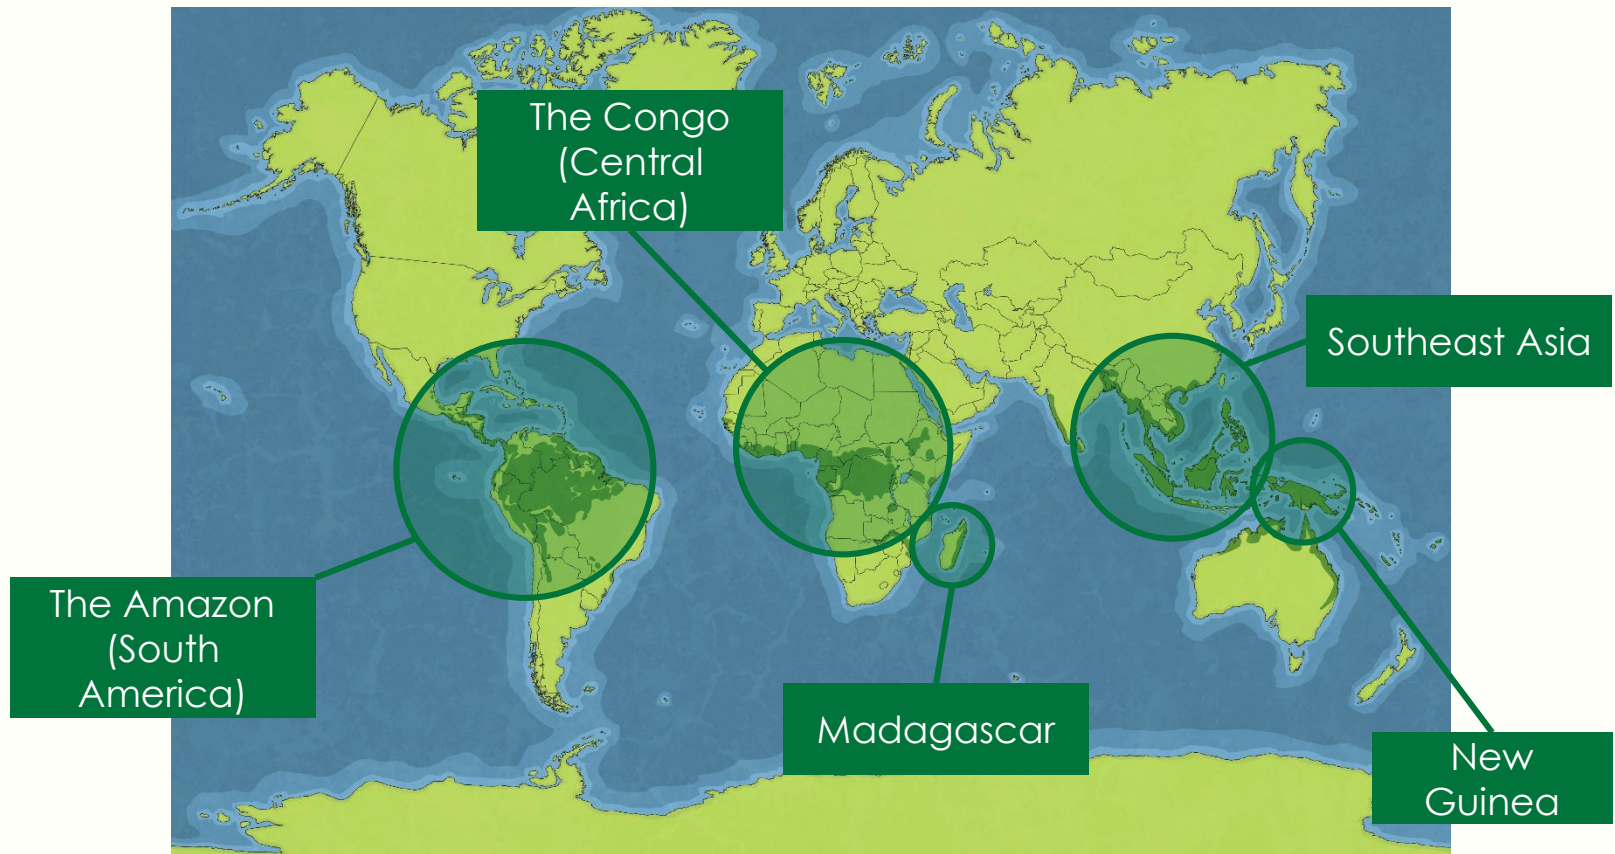 The Congo
(Central
Africa)
Southeast Asia
The Amazon
(South
America)
Madagascar
New
Guinea